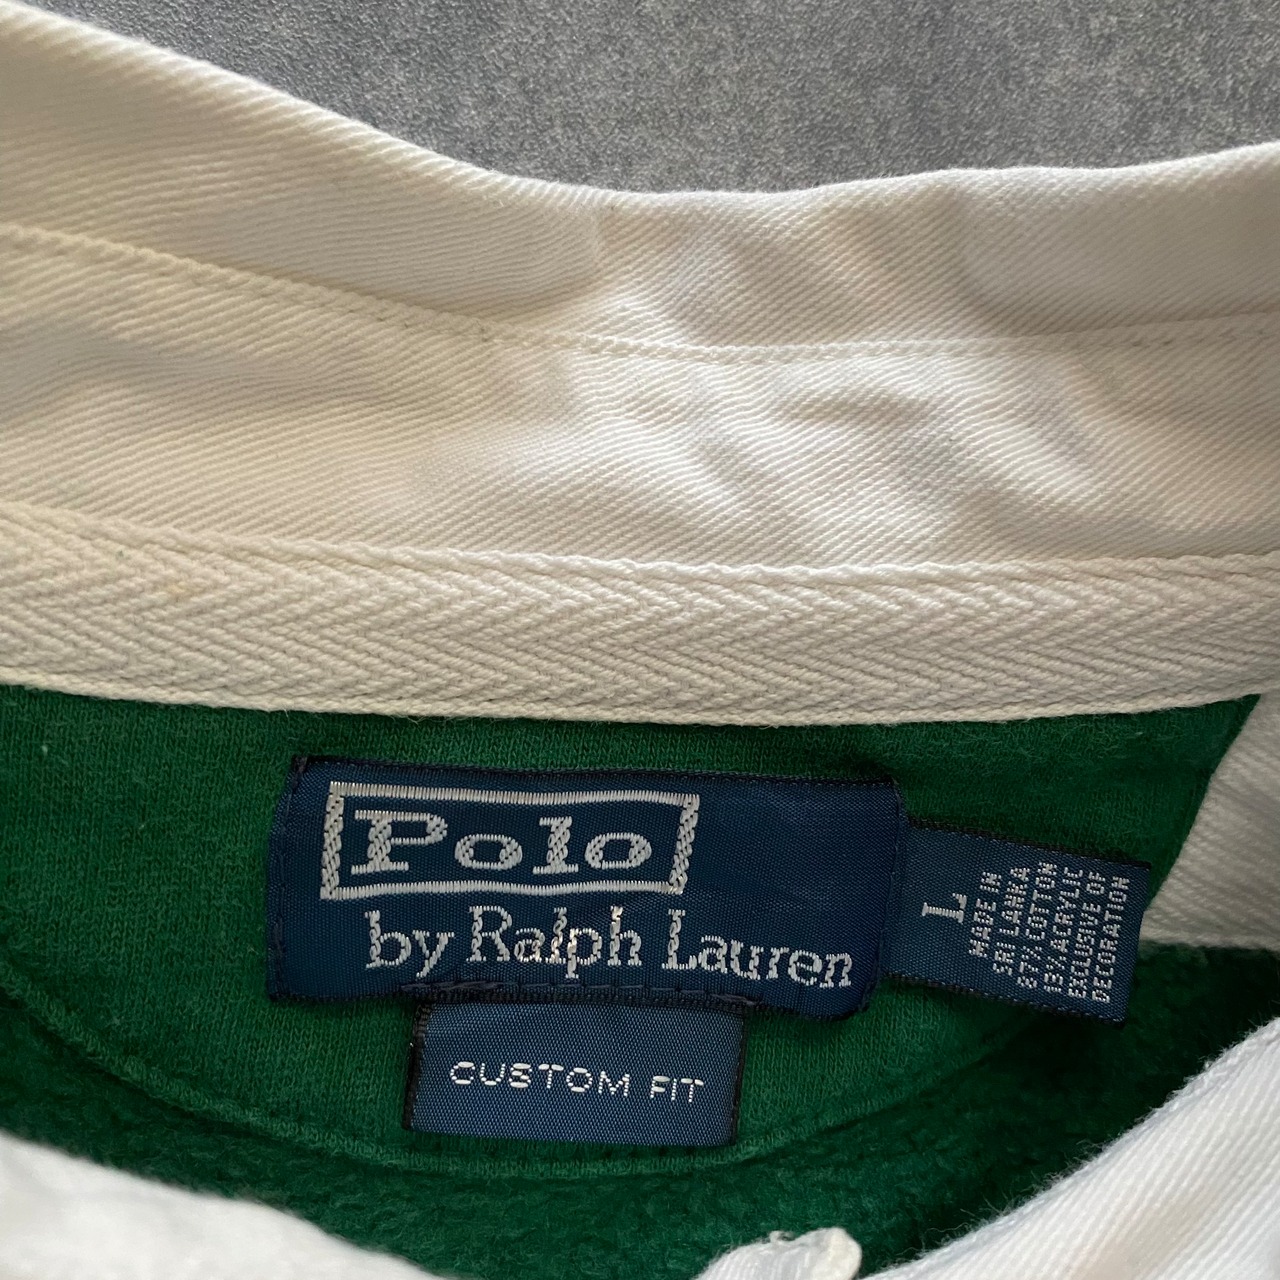 Polo
by Ralph Lauren
CUSTOM FIT
L
MADE IN
SRI LANKA
87% COTTON
13% ACRYLIC
EXCLUSIVE OF
DECORATION